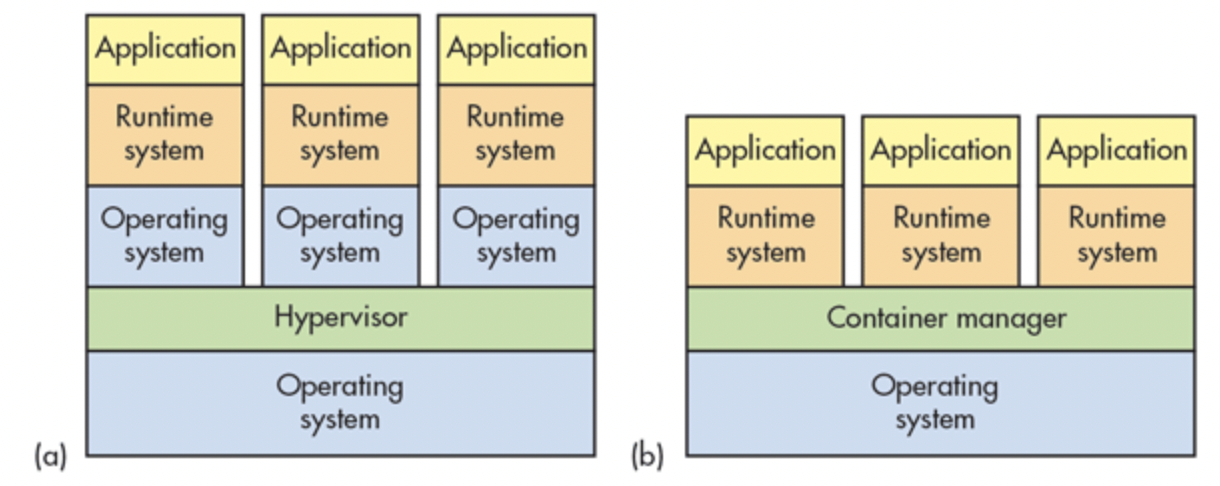 Application Application Application
Runtime system Runtime system Runtime system
Operating system Operating system Operating system
Hypervisor
Operating system
(a)
Application Application Application
Runtime system Runtime system Runtime system
Container manager
Operating system
(b)